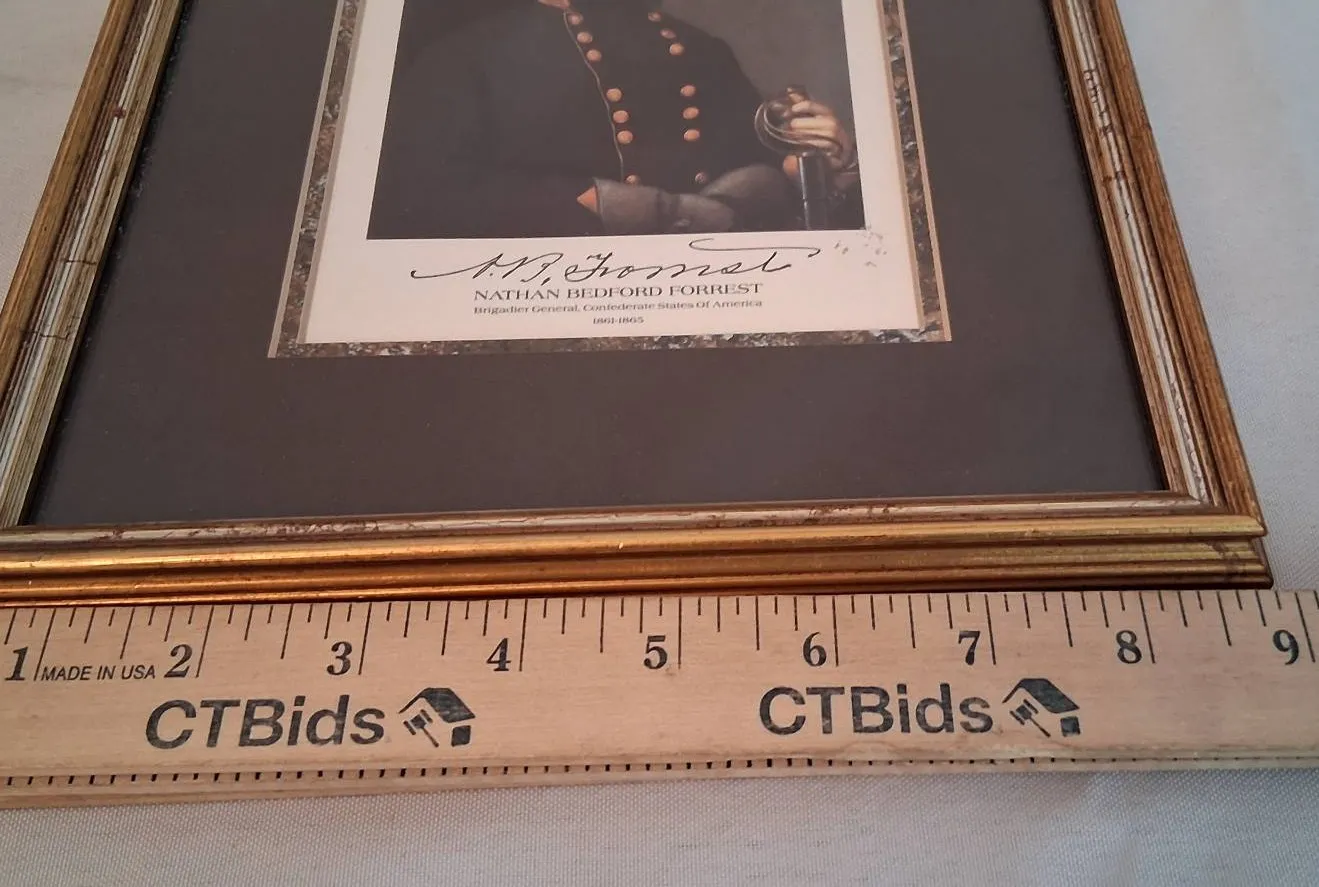 N.B. Forrest
NATHAN BEDFORD FORREST
Brigadier General, Confederate States Of America
1861-1865
1 MADE IN USA 2 3 4 5 6 7 8 9
CTBids CTBids